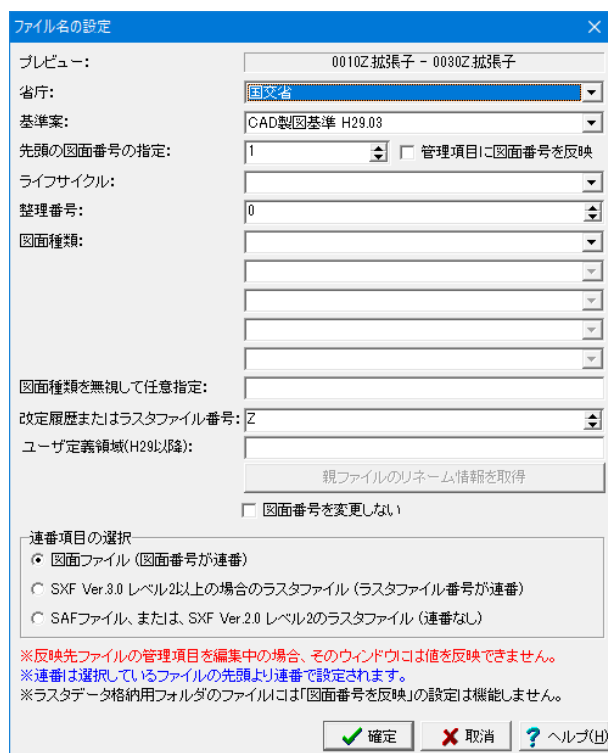 ファイル名の設定
プレビュー:
0010Z.拡張子 - 0030Z.拡張子
省庁:
国交省
基準案:
CAD製図基準 H29.03
先頭の図面番号の指定:
1
管理項目に図面番号を反映
ライフサイクル:
整理番号:
0
図面種類:
図面種類を無視して任意指定:
改定履歴またはラスタファイル番号:
Z
ユーザ定義領域(H29以降):
親ファイルのリネーム情報を取得
図面番号を変更しない
連番項目の選択
図面ファイル (図面番号が連番)
SXF Ver.3.0 レベル2以上の場合のラスタファイル (ラスタファイル番号が連番)
SAFファイル、または、SXF Ver.2.0 レベル2のラスタファイル (連番なし)
※反映先ファイルの管理項目を編集中の場合、そのウィンドウには値を反映できません。
※連番は選択しているファイルの先頭より連番で設定されます。
※ラスタデータ格納用フォルダのファイルには「図面番号を反映」の設定は機能しません。
確定
取消
? ヘルプ(H)